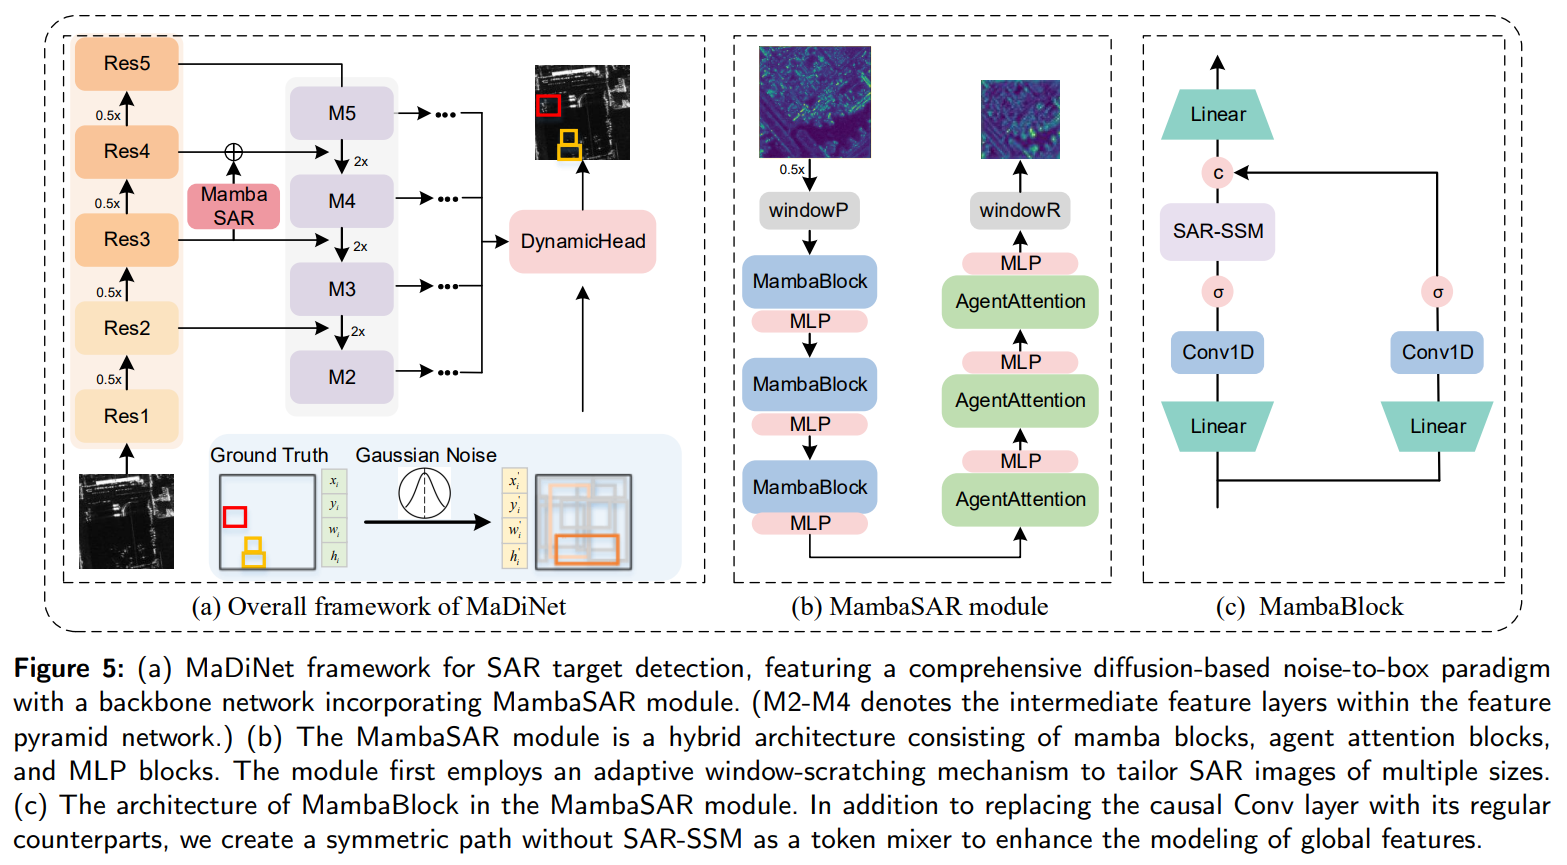 Res5
0.5x
Res4
0.5x
Res3
0.5x
Res2
0.5x
Res1
Mamba
SAR
M5
2x
M4
2x
M3
2x
M2
DynamicHead
Ground Truth
Gaussian Noise
x_i
y_i
w_i
h_i
x_i'
y_i'
w_i'
h_i'
(a) Overall framework of MaDiNet
0.5x
windowP
MambaBlock
MLP
MambaBlock
MLP
MambaBlock
MLP
windowR
MLP
AgentAttention
MLP
AgentAttention
MLP
AgentAttention
(b) MambaSAR module
Linear
c
SAR-SSM
σ
σ
Conv1D
Conv1D
Linear
Linear
(c) MambaBlock
Figure 5: (a) MaDiNet framework for SAR target detection, featuring a comprehensive diffusion-based noise-to-box paradigm
with a backbone network incorporating MambaSAR module. (M2-M4 denotes the intermediate feature layers within the feature
pyramid network.) (b) The MambaSAR module is a hybrid architecture consisting of mamba blocks, agent attention blocks,
and MLP blocks. The module first employs an adaptive window-scratching mechanism to tailor SAR images of multiple sizes.
(c) The architecture of MambaBlock in the MambaSAR module. In addition to replacing the causal Conv layer with its regular
counterparts, we create a symmetric path without SAR-SSM as a token mixer to enhance the modeling of global features.